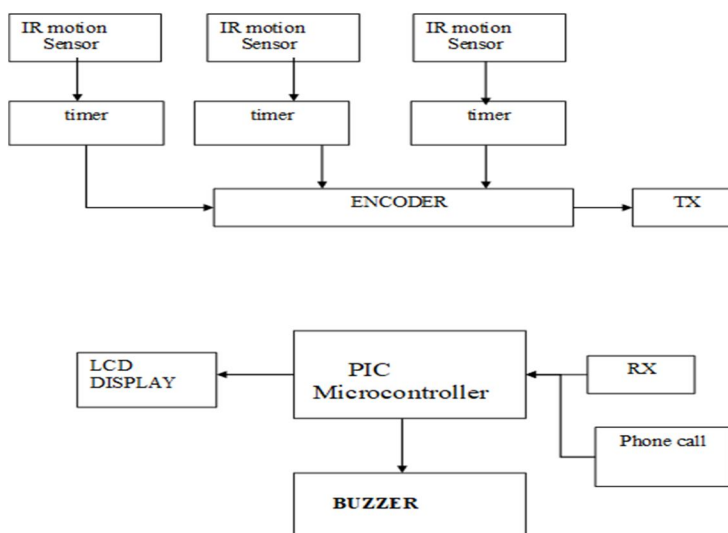 IR motion
Sensor
IR motion
Sensor
IR motion
Sensor
timer
timer
timer
ENCODER
TX
LCD
DISPLAY
PIC
Microcontroller
RX
Phone call
BUZZER